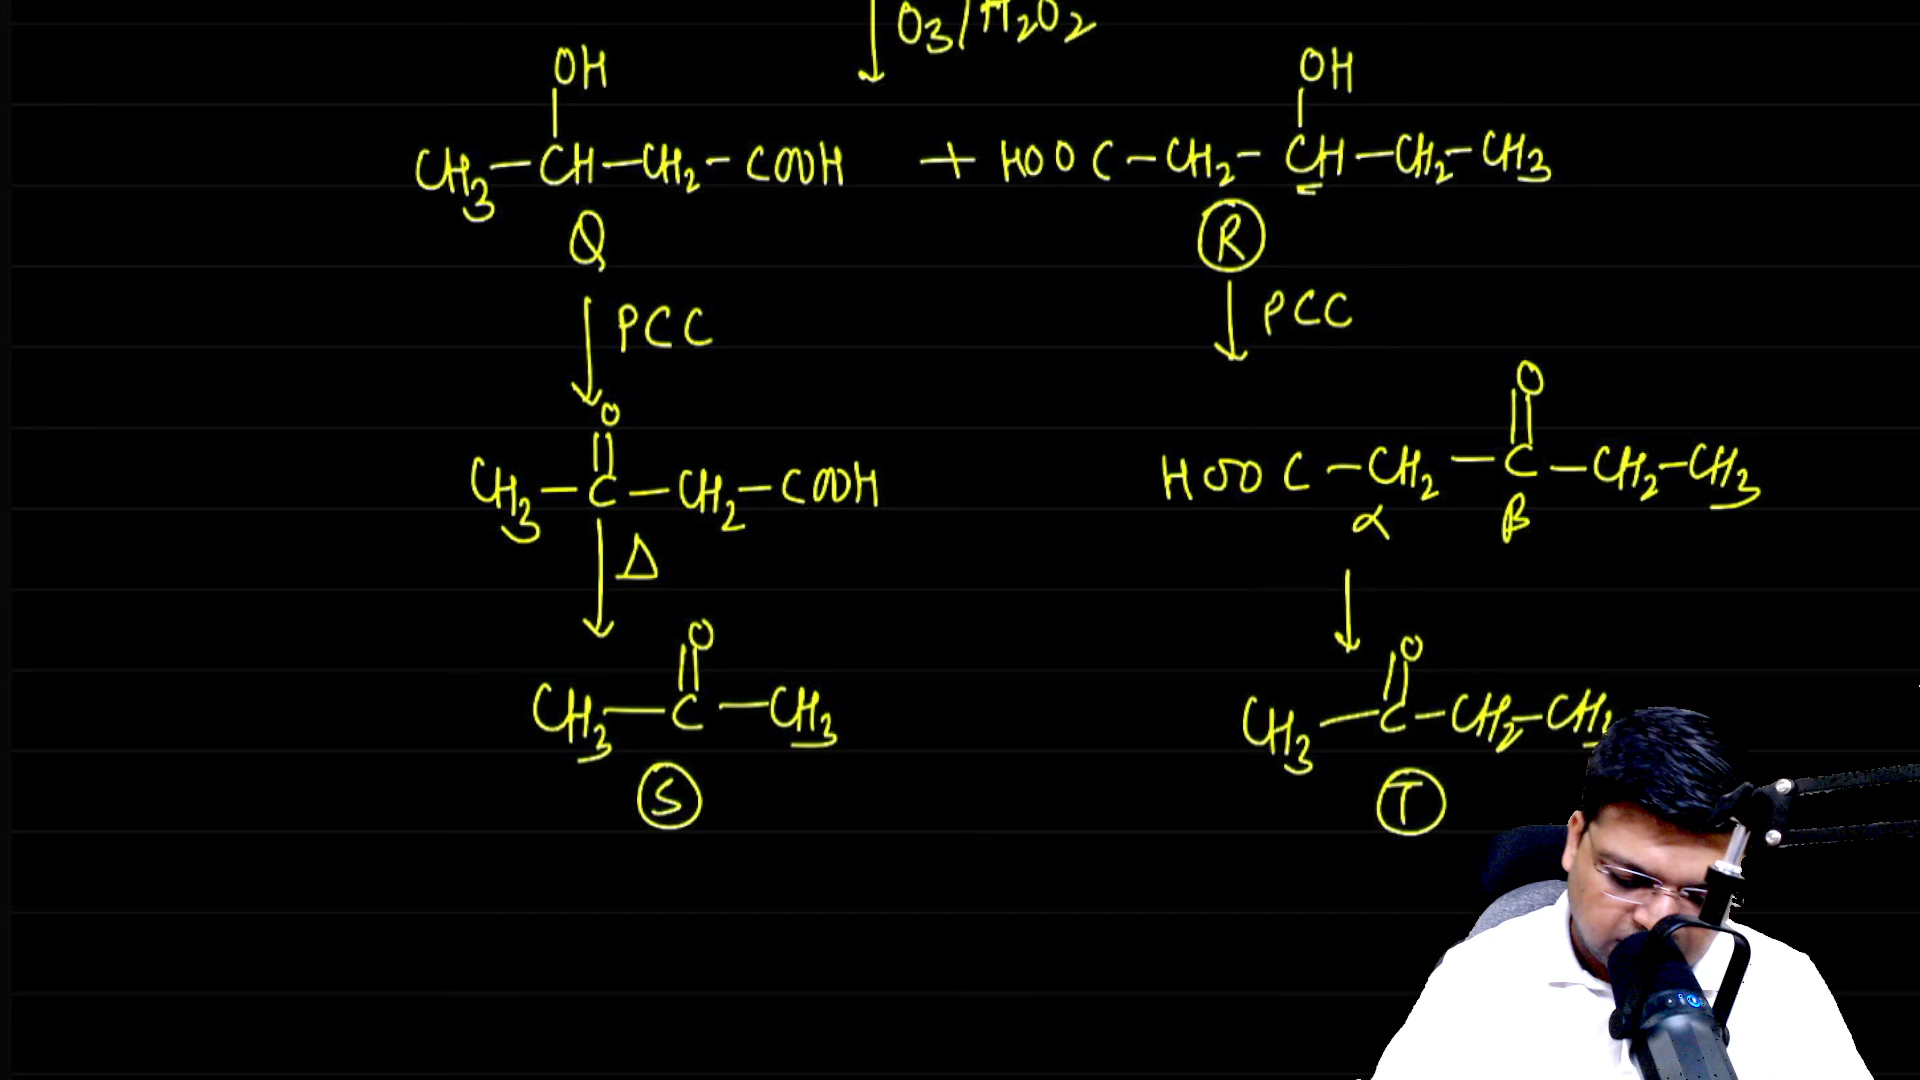 O3/H2O2
OH OH
CH3-CH-CH2-COOH + HOOC-CH2-CH-CH2-CH3
Q R
PCC PCC
O O
CH3-C-CH2-COOH HOOC-CH2-C-CH2-CH3
α β
Δ
O O
CH3-C-CH3 CH3-C-CH2-CH3
S T